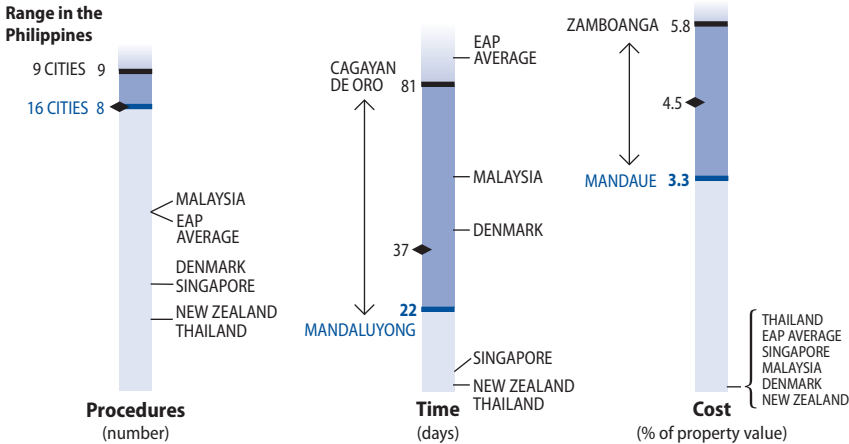 Range in the
Philippines
9 CITIES 9
16 CITIES 8
MALAYSIA
EAP
AVERAGE
DENMARK
SINGAPORE
NEW ZEALAND
THAILAND
Procedures
(number)
EAP
AVERAGE
CAGAYAN
DE ORO
81
MALAYSIA
DENMARK
37
22
MANDALUYONG
SINGAPORE
NEW ZEALAND
THAILAND
Time
(days)
ZAMBOANGA 5.8
4.5
MANDAUE 3.3
THAILAND
EAP AVERAGE
SINGAPORE
MALAYSIA
DENMARK
NEW ZEALAND
Cost
(% of property value)